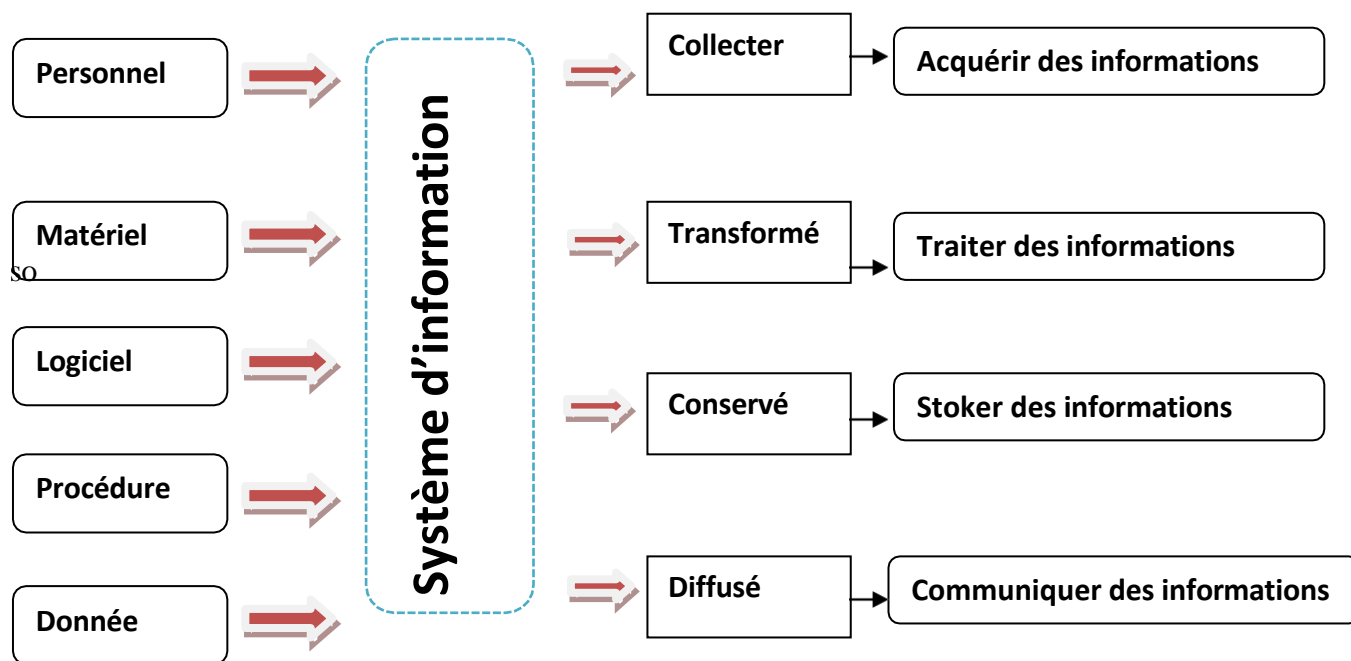 Personnel
Matériel
SO
Logiciel
Procédure
Donnée
Système d’information
Collecter
Acquérir des informations
Transformé
Traiter des informations
Conservé
Stoker des informations
Diffusé
Communiquer des informations